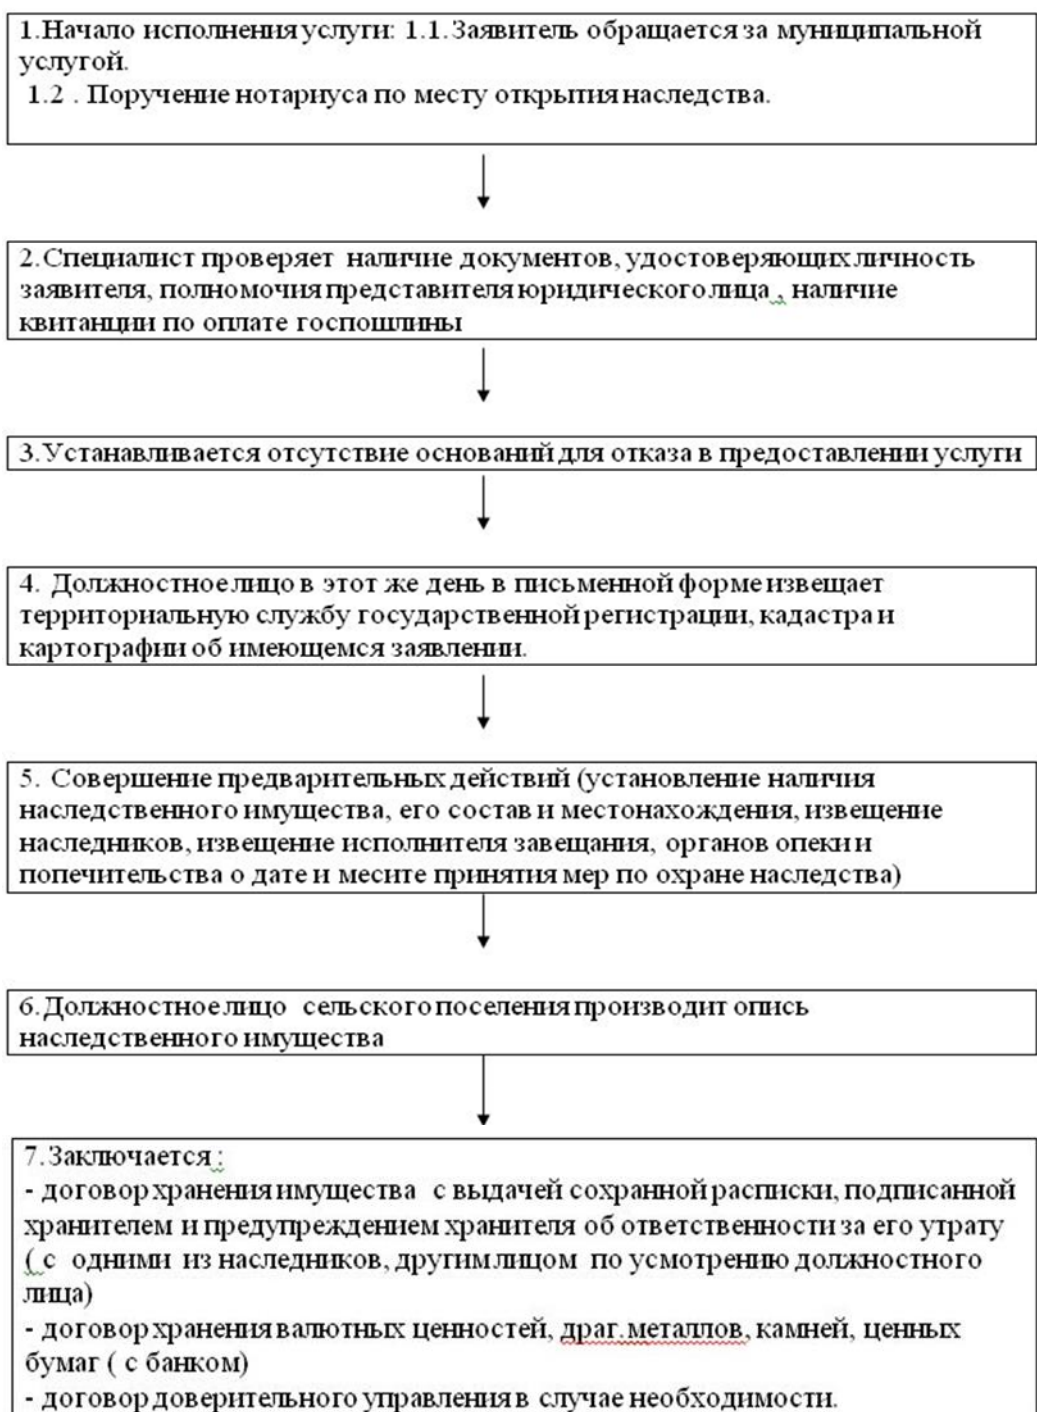 1.Начало исполнения услуги: 1.1.Заявитель обращается за муниципальной
услугой.
1.2 . Поручение нотариуса по месту открытия наследства.
2.Специалист проверяет наличие документов, удостоверяющих личность
заявителя, полномочия представителя юридического лица , наличие
квитанции по оплате госпошлины
3.Устанавливается отсутствие оснований для отказа в предоставлении услуги
4. Должностное лицо в этот же день в письменной форме извещает
территориальную службу государственной регистрации, кадастра и
картографии об имеющемся заявлении.
5. Совершение предварительных действий (установление наличия
наследственного имущества, его состав и местонахождения, извещение
наследников, извещение исполнителя завещания, органов опеки и
попечительства о дате и месите принятия мер по охране наследства)
6.Должностное лицо сельского поселения производит опись
наследственного имущества
7.Заключается :
- договор хранения имущества с выдачей сохранной расписки, подписанной
хранителем и предупреждением хранителя об ответственности за его утрату
( с одними из наследников, другим лицом по усмотрению должностного
лица)
- договор хранения валютных ценностей, драг.металлов, камней, ценных
бумаг ( с банком)
- договор доверительного управления в случае необходимости.